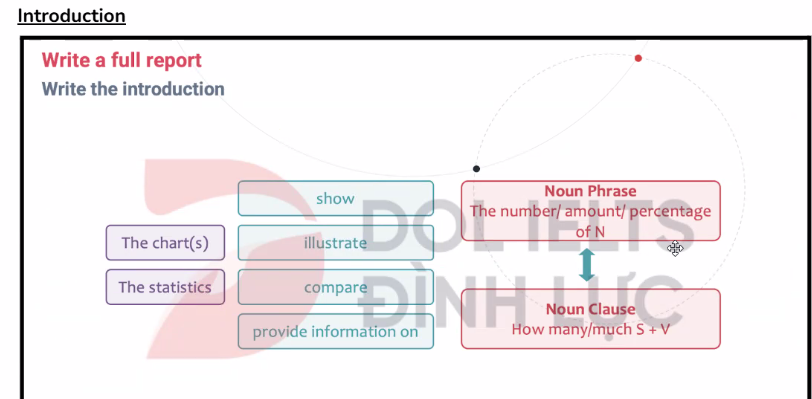 Introduction
Write a full report
Write the introduction
show
Noun Phrase
The number/ amount/ percentage
of N
The chart(s)
illustrate
The statistics
compare
provide information on
Noun Clause
How many/much S + V
DOL IELTS
ĐÌNH LỰC